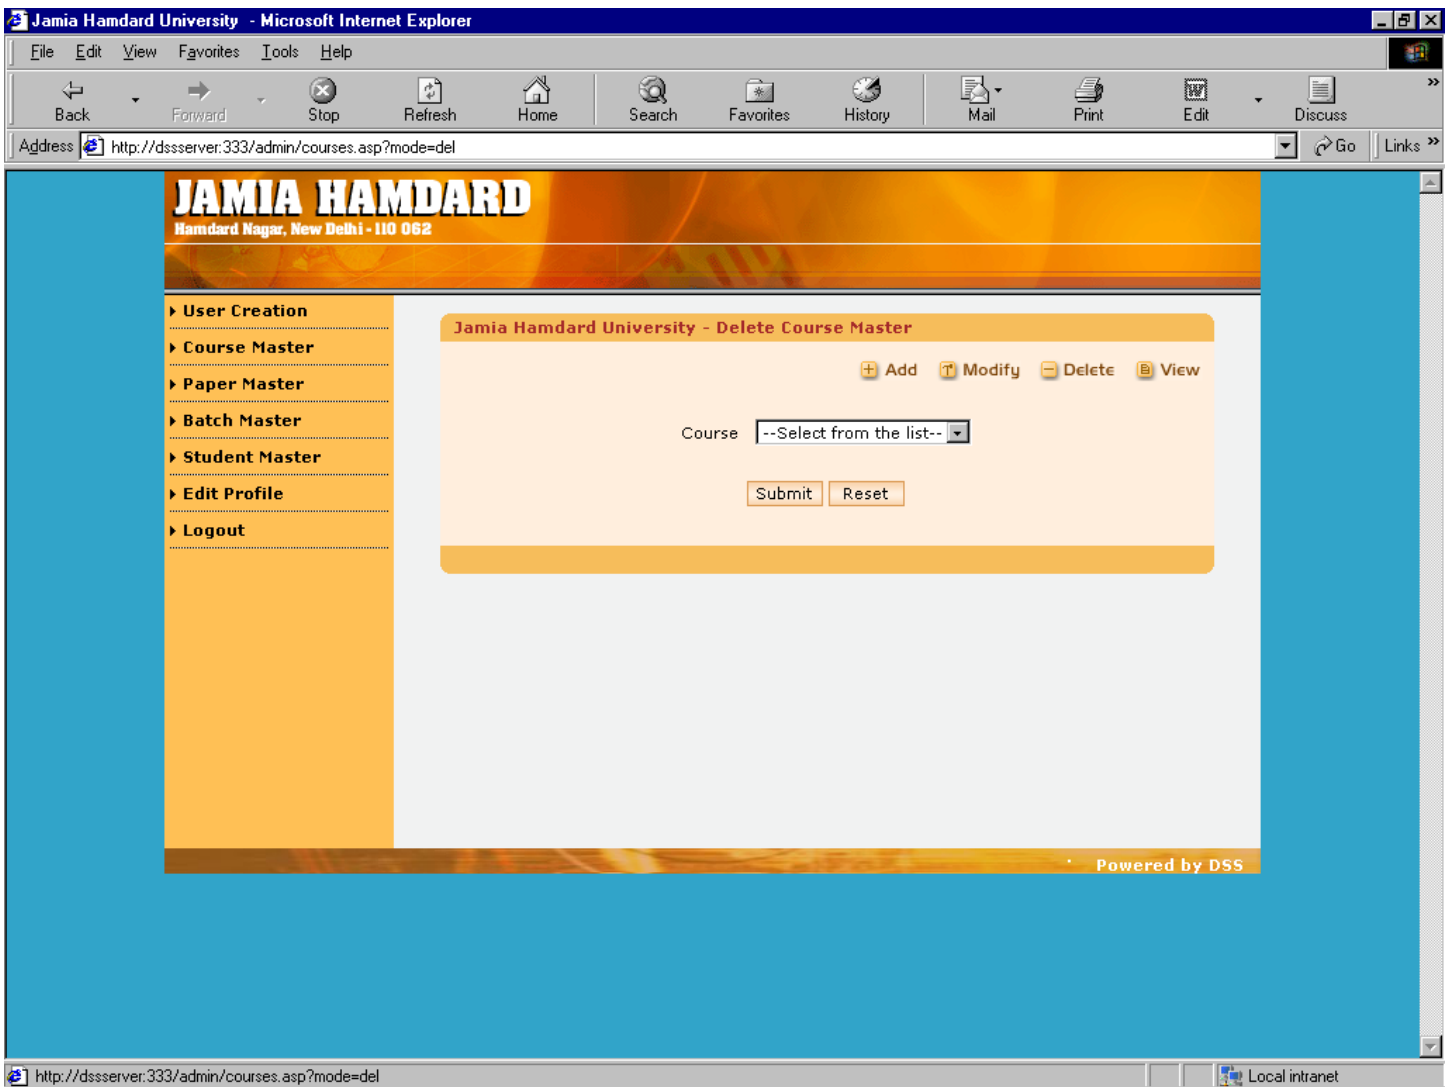 Jamia Hamdard University - Microsoft Internet Explorer
File Edit View Favorites Tools Help
Back Forward Stop Refresh Home Search Favorites History Mail Print Edit Discuss »
Address http://dssserver:333/admin/courses.asp?mode=del Go Links »
JAMIA HAMDARD
Hamdard Nagar, New Delhi - 110 062
User Creation
Course Master
Paper Master
Batch Master
Student Master
Edit Profile
Logout
Jamia Hamdard University - Delete Course Master
Add Modify Delete View
Course --Select from the list--
Submit Reset
Powered by DSS
http://dssserver:333/admin/courses.asp?mode=del Local intranet